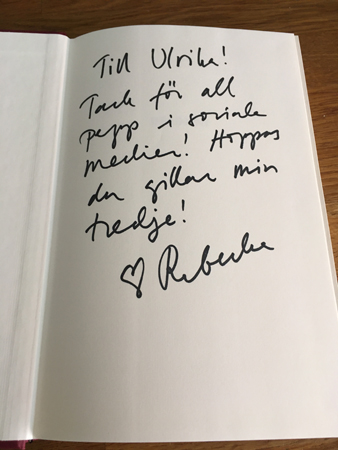 Till Ulrika!
Tack för all
pepp i sociala
medier! Hoppas
du gillar min
tredje!
♡ Rebecka